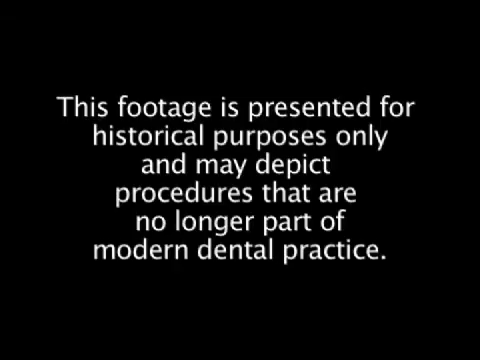 This footage is presented for
historical purposes only
and may depict
procedures that are
no longer part of
modern dental practice.